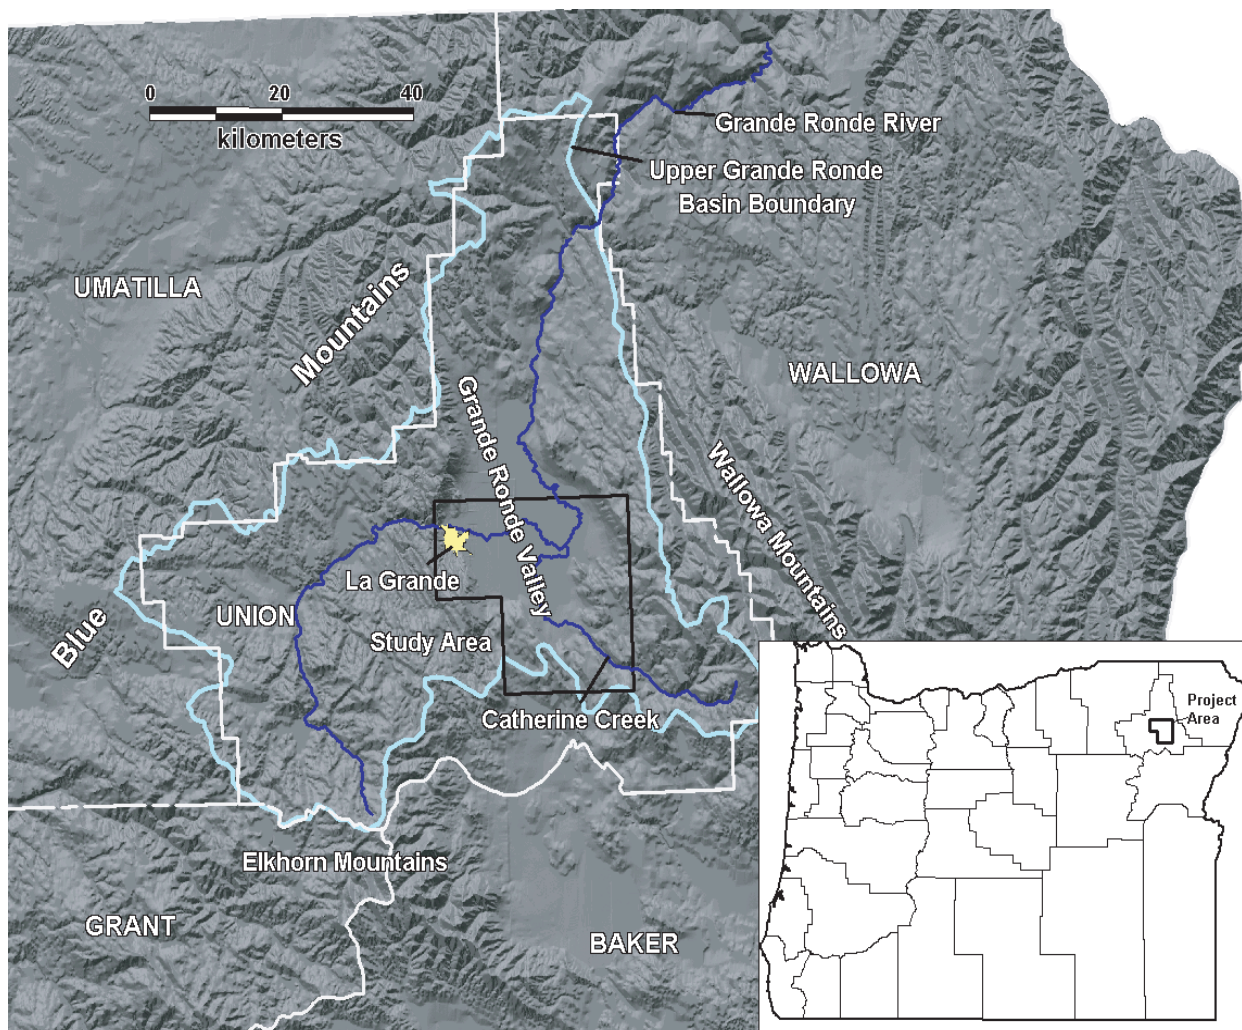 0 20 40
kilometers
Grande Ronde River
Upper Grande Ronde
Basin Boundary
UMATILLA
Mountains
WALLOWA
Grande Ronde Valley
Wallowa Mountains
La Grande
UNION
Blue
Study Area
Catherine Creek
Project
Area
Elkhorn Mountains
GRANT
BAKER